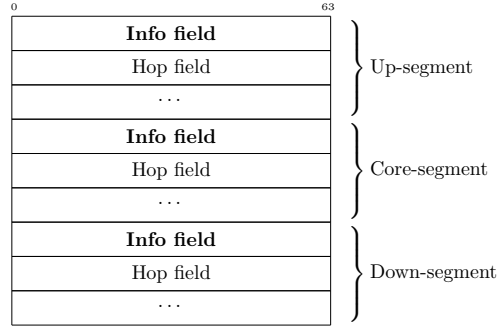 0 63
Info field
Hop field
Up-segment
...
Info field
Hop field
Core-segment
...
Info field
Hop field
Down-segment
...